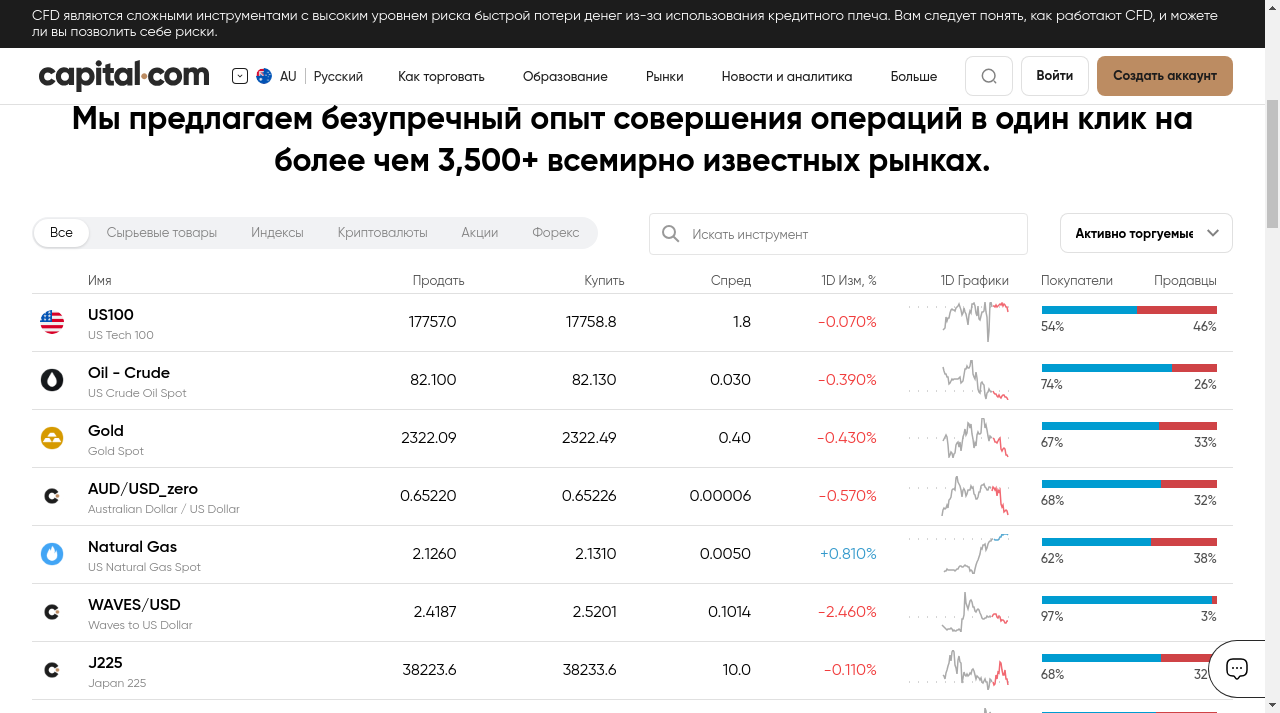 CFD являются сложными инструментами с высоким уровнем риска быстрой потери денег из-за использования кредитного плеча. Вам следует понять, как работают CFD, и можете
ли вы позволить себе риски.
capital.com AU Русский Как торговать Образование Рынки Новости и аналитика Больше Войти Создать аккаунт
Мы предлагаем безупречный опыт совершения операций в один клик на
более чем 3,500+ всемирно известных рынках.
Все Сырьевые товары Индексы Криптовалюты Акции Форекс Искать инструмент Активно торгуемые
Имя Продать Купить Спред 1D Изм, % 1D Графики Покупатели Продавцы
US100 17757.0 17758.8 1.8 -0.070% 54% 46%
US Tech 100
Oil - Crude 82.100 82.130 0.030 -0.390% 74% 26%
US Crude Oil Spot
Gold 2322.09 2322.49 0.40 -0.430% 67% 33%
Gold Spot
AUD/USD_zero 0.65220 0.65226 0.00006 -0.570% 68% 32%
Australian Dollar / US Dollar
Natural Gas 2.1260 2.1310 0.0050 +0.810% 62% 38%
US Natural Gas Spot
WAVES/USD 2.4187 2.5201 0.1014 -2.460% 97% 3%
Waves to US Dollar
J225 38223.6 38233.6 10.0 -0.110% 68% 32
Japan 225